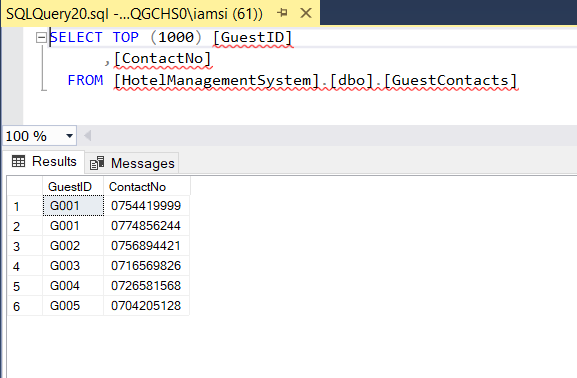 SQLQuery20.sql -...QGCHS0\iamsi (61))
SELECT TOP (1000) [GuestID]
,[ContactNo]
FROM [HotelManagementSystem].[dbo].[GuestContacts]
100 %
Results Messages
GuestID ContactNo
1 G001 0754419999
2 G001 0774856244
3 G002 0756894421
4 G003 0716569826
5 G004 0726581568
6 G005 0704205128